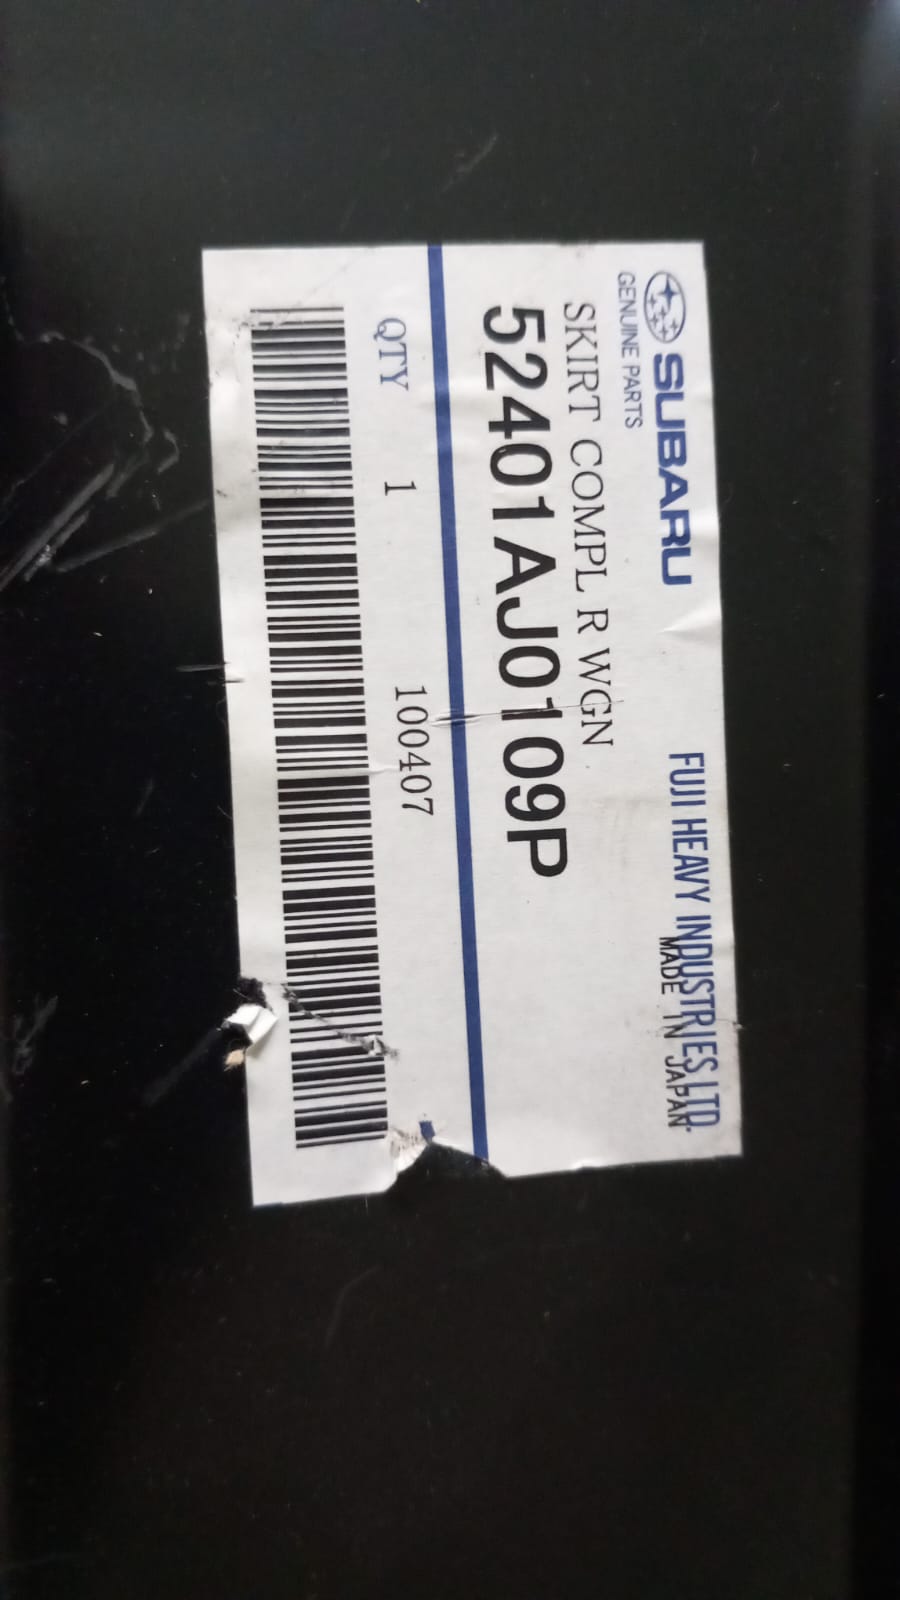 SUBARU
GENUINE PARTS
FUJI HEAVY INDUSTRIES LTD.
MADE IN JAPAN
SKIRT COMPL R WGN
52401AJ0109P
QTY 1 100407